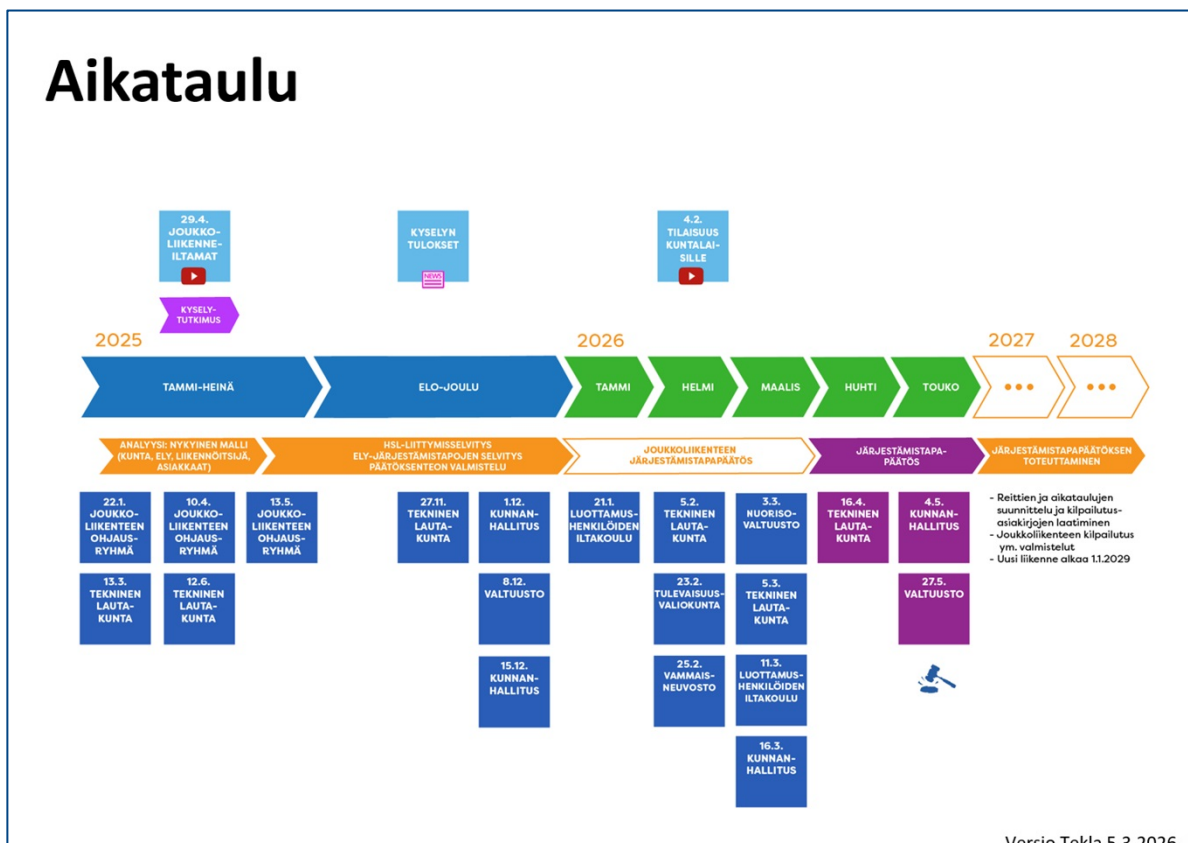 Aikataulu
29.4.
JOUKKO-
LIIKENNE-
ILTAMAT
KYSELYN
TULOKSET
NEWS
4.2.
TILAISUUS
KUNTALAI-
SILLE
KYSELY-
TUTKIMUS
2025
2026
2027
2028
TAMMI-HEINÄ
ELO-JOULU
TAMMI
HELMI
MAALIS
HUHTI
TOUKO
ANALYYSI: NYKYINEN MALLI
(KUNTA, ELY, LIIKENNÖITSIJÄ,
ASIAKKAAT)
HSL-LIITTYMISSELVITYS
ELY-JÄRJESTÄMISTAPOJEN SELVITYS
PÄÄTÖKSENTEON VALMISTELU
JOUKKOLIIKENTEEN
JÄRJESTÄMISTAPAPÄÄTÖS
JÄRJESTÄMISTAPA-
PÄÄTÖS
JÄRJESTÄMISTAPAPÄÄTÖKSEN
TOTEUTTAMINEN
22.1.
JOUKKO-
LIIKENTEEN
OHJAUS-
RYHMÄ
10.4.
JOUKKO-
LIIKENTEEN
OHJAUS-
RYHMÄ
13.5.
JOUKKO-
LIIKENTEEN
OHJAUS-
RYHMÄ
27.11.
TEKNINEN
LAUTA-
KUNTA
1.12.
KUNNAN-
HALLITUS
21.1.
LUOTTAMUS-
HENKILÖIDEN
ILTAKOULU
5.2.
TEKNINEN
LAUTA-
KUNTA
3.3.
NUORISO-
VALTUUSTO
16.4.
TEKNINEN
LAUTA-
KUNTA
4.5.
KUNNAN-
HALLITUS
- Reittien ja aikataulujen
suunnittelu ja kilpailutus-
asiakirjojen laatiminen
- Joukkoliikenteen kilpailutus
ym. valmistelut
- Uusi liikenne alkaa 1.1.2029
13.3.
TEKNINEN
LAUTA-
KUNTA
12.6.
TEKNINEN
LAUTA-
KUNTA
8.12.
VALTUUSTO
23.2.
TULEVAISUUS-
VALIOKUNTA
5.3.
TEKNINEN
LAUTA-
KUNTA
27.5.
VALTUUSTO
15.12.
KUNNAN-
HALLITUS
25.2.
VAMMAIS-
NEUVOSTO
11.3.
LUOTTAMUS-
HENKILÖIDEN
ILTAKOULU
16.3.
KUNNAN-
HALLITUS
Versio Tekla 5.3.2026